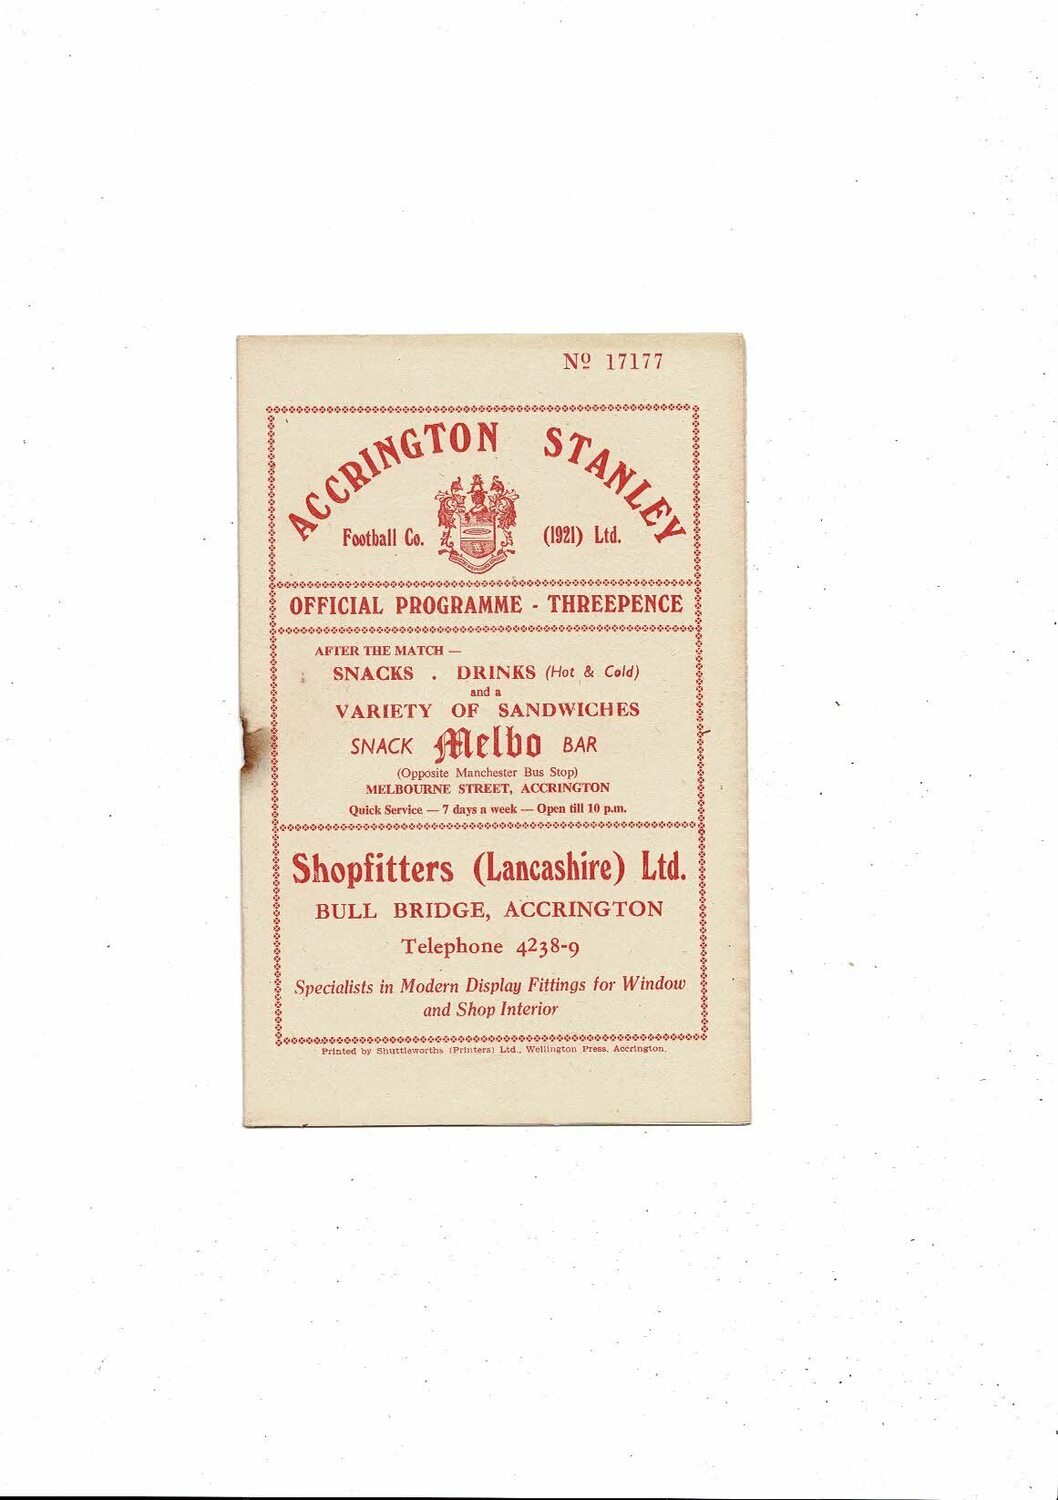 Nº 17177
ACCRINGTON STANLEY
Football Co. (1921) Ltd.
OFFICIAL PROGRAMME - THREEPENCE
AFTER THE MATCH —
SNACKS . DRINKS (Hot & Cold)
and a
VARIETY OF SANDWICHES
SNACK Melbo BAR
(Opposite Manchester Bus Stop)
MELBOURNE STREET, ACCRINGTON
Quick Service — 7 days a week — Open till 10 p.m.
Shopfitters (Lancashire) Ltd.
BULL BRIDGE, ACCRINGTON
Telephone 4238-9
Specialists in Modern Display Fittings for Window
and Shop Interior
Printed by Shuttleworths (Printers) Ltd., Wellington Press, Accrington.